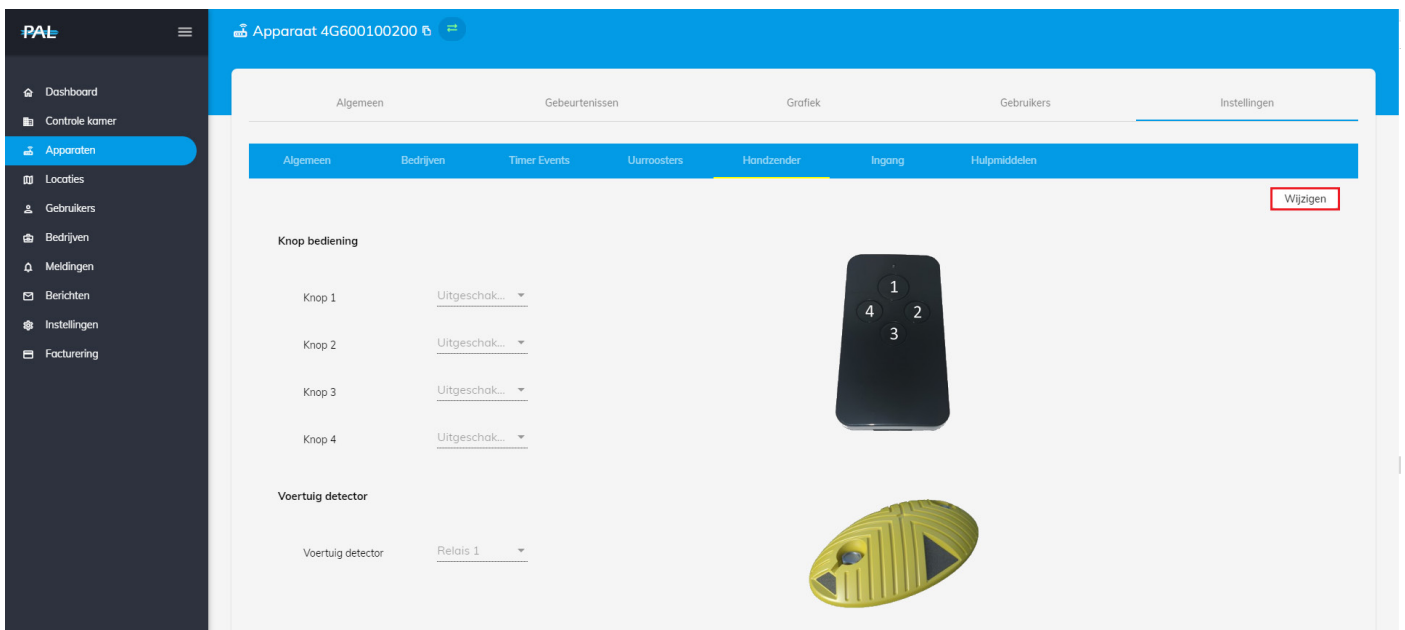 PAL
Apparaat 4G600100200
Dashboard
Controle kamer
Apparaten
Locaties
Gebruikers
Bedrijven
Meldingen
Berichten
Instellingen
Facturering
Algemeen Gebeurtenissen Grafiek Gebruikers Instellingen
Algemeen Bedrijven Timer Events Uurroosters Handzender Ingang Hulpmiddelen
Wijzigen
Knop bediening
Knop 1 Uitgeschak...
Knop 2 Uitgeschak...
Knop 3 Uitgeschak...
Knop 4 Uitgeschak...
1
4 2
3
Voertuig detector
Voertuig detector Relais 1